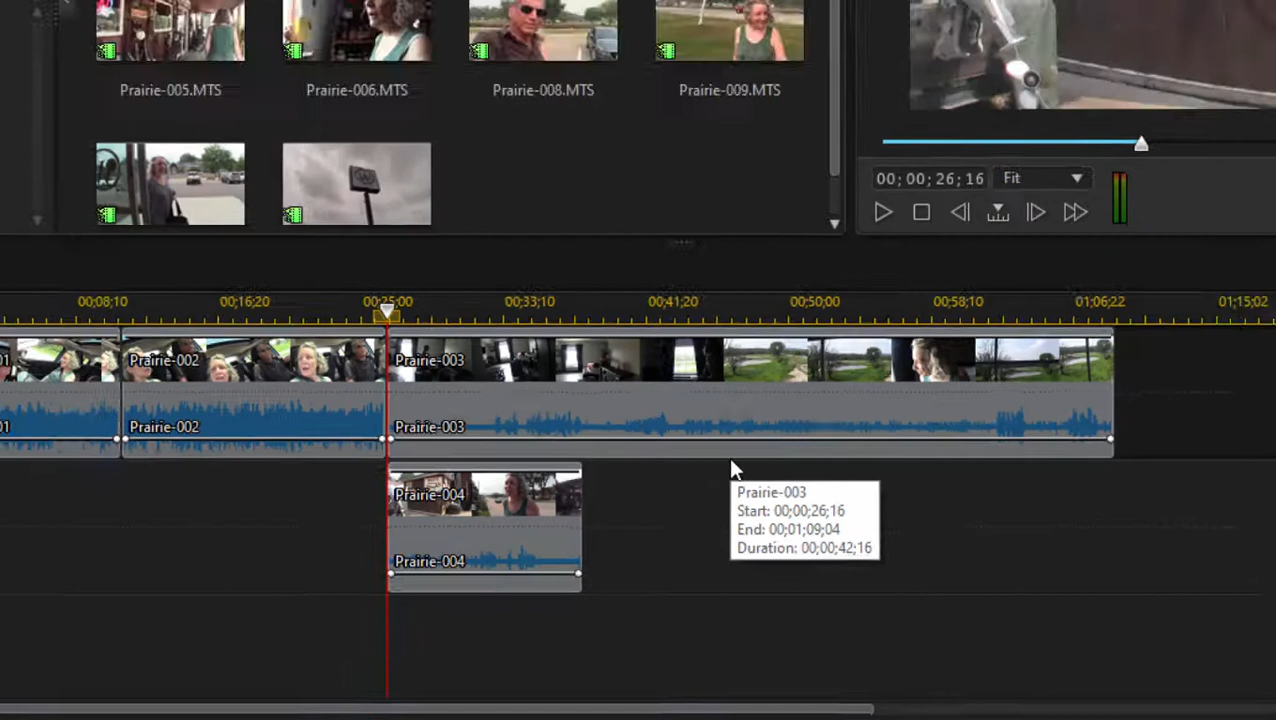 Prairie-005.MTS Prairie-006.MTS Prairie-008.MTS Prairie-009.MTS
00;00;26;16 Fit
00;08;10 00;16;20 00;25;00 00;33;10 00;41;20 00;50;00 00;58;10 01;06;22 01;15;02
01 Prairie-002 Prairie-003
01 Prairie-002 Prairie-003
Prairie-004
Prairie-003
Start: 00;00;26;16
End: 00;01;09;04
Duration: 00;00;42;16
Prairie-004